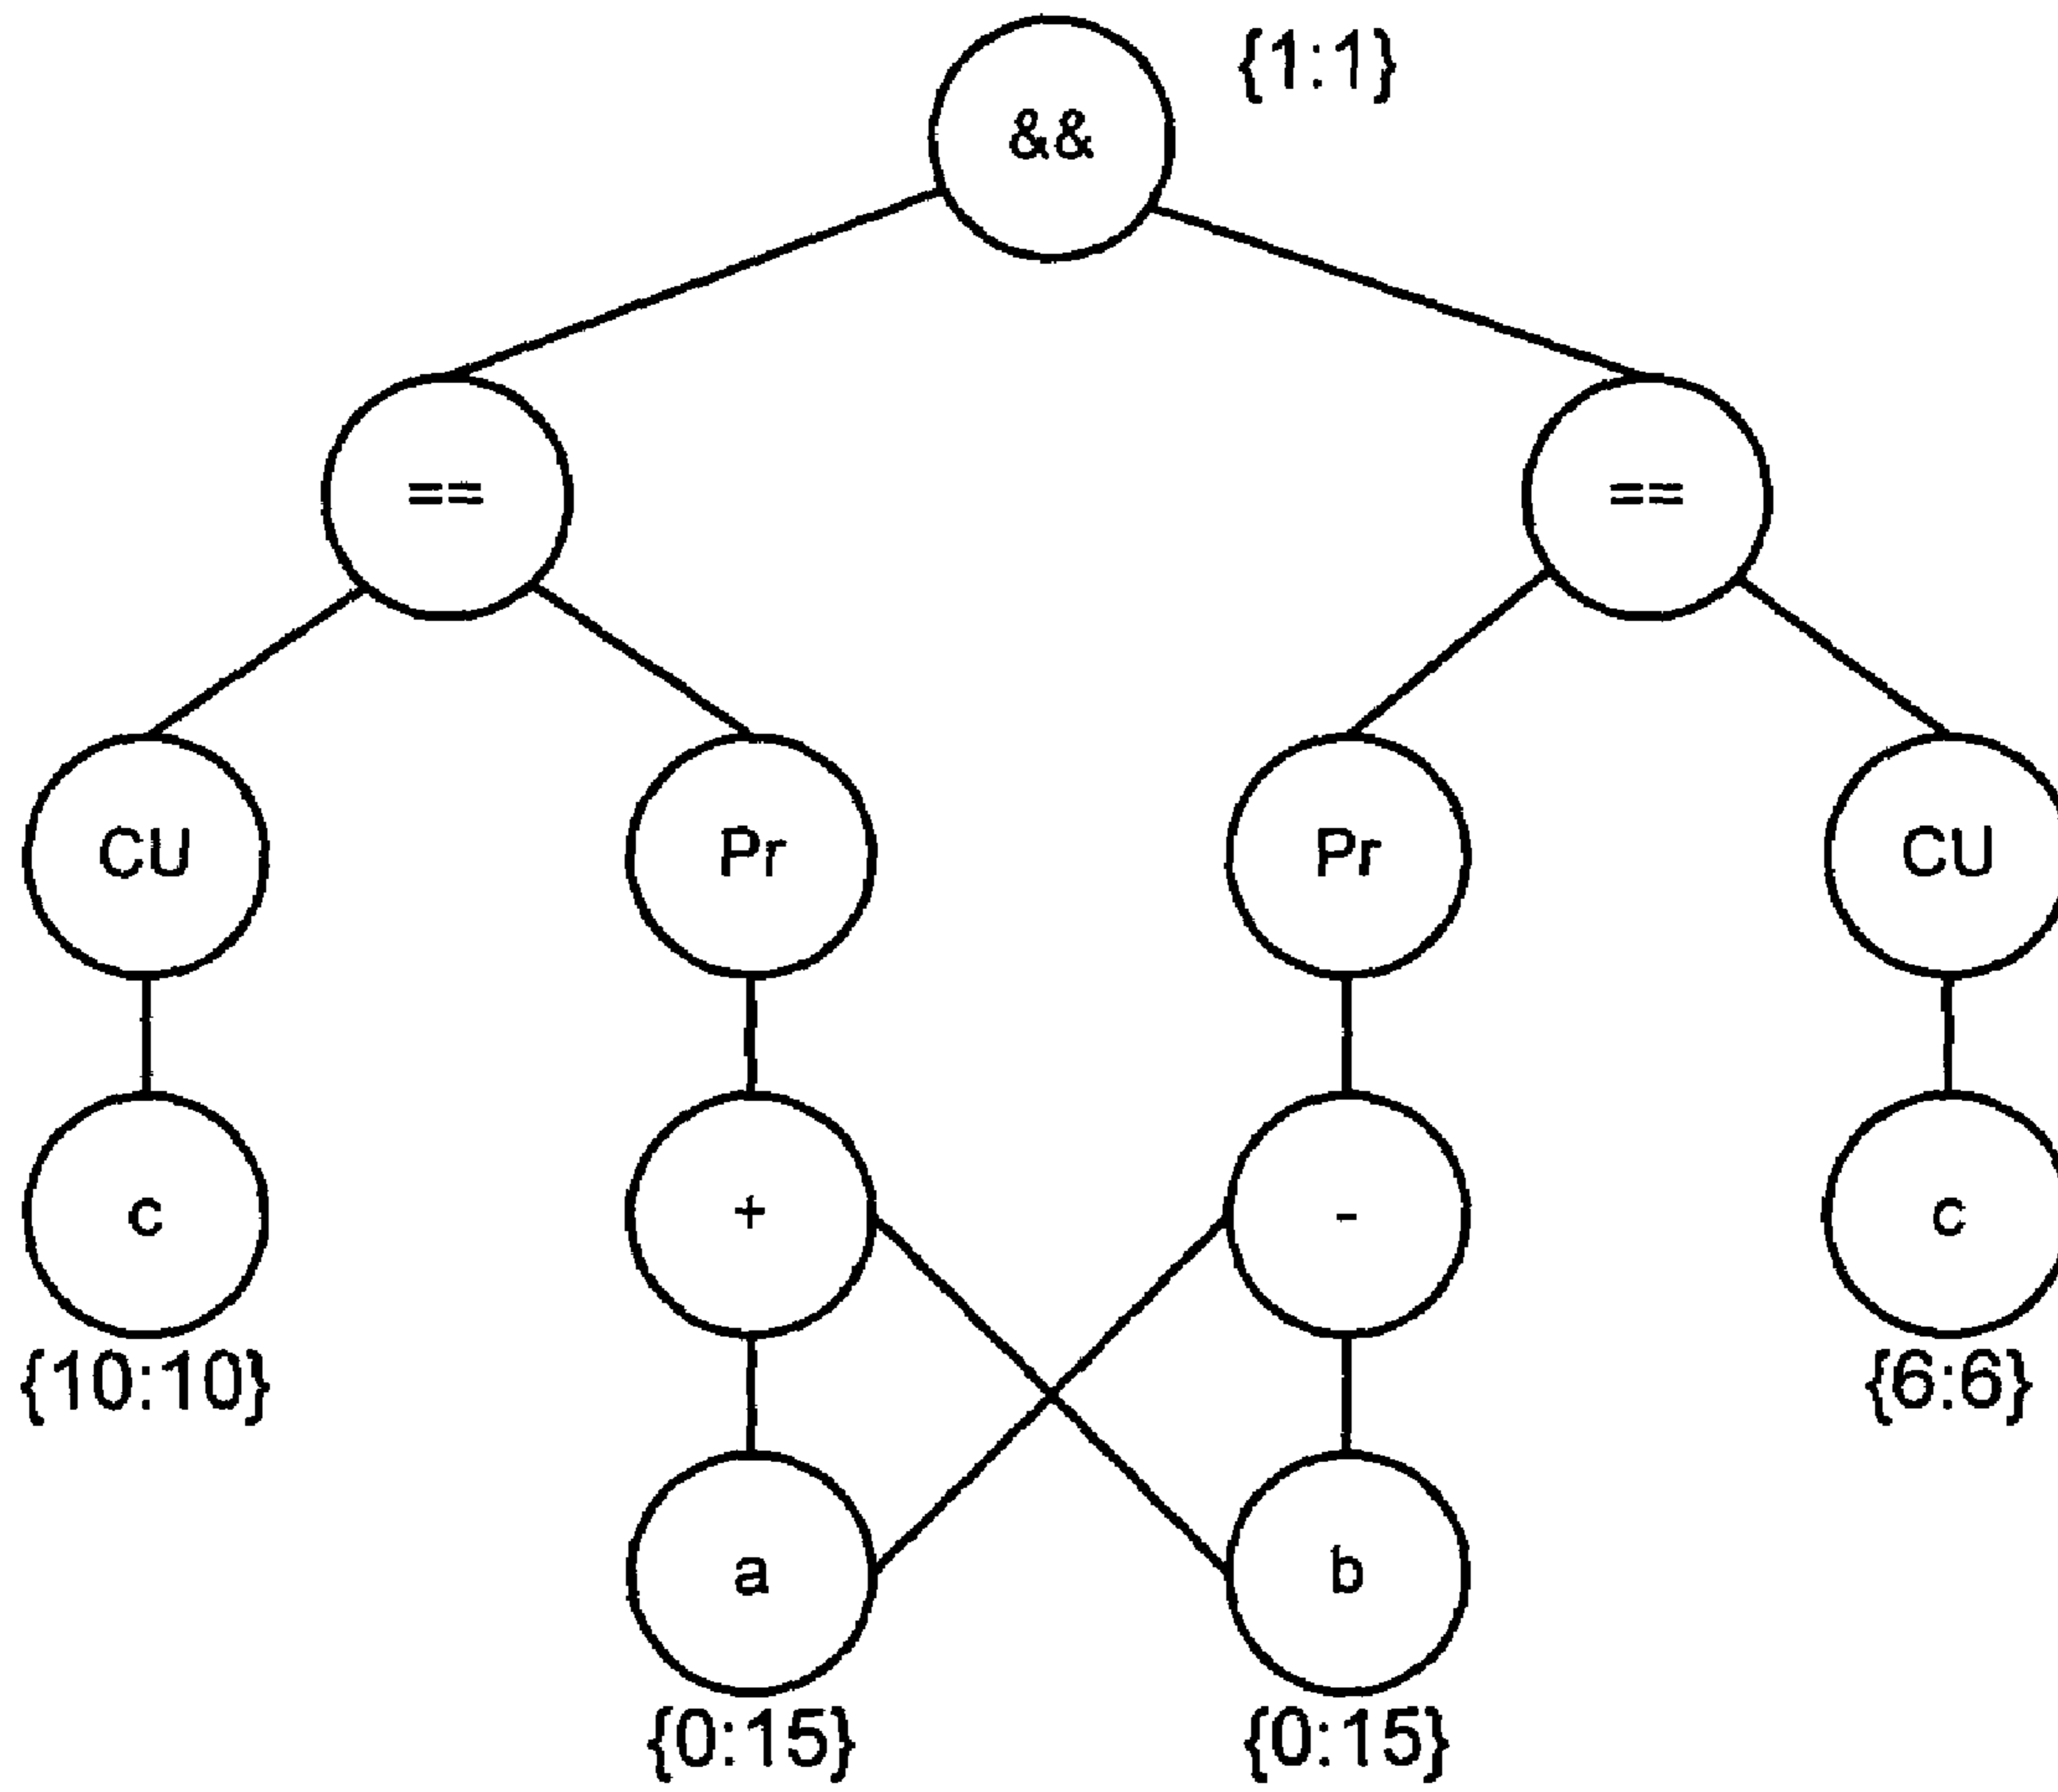 {1:1}
&&
== ==
CU Pr Pr CU
c + - c
{10:10} {6:6}
a b
{0:15} {0:15}